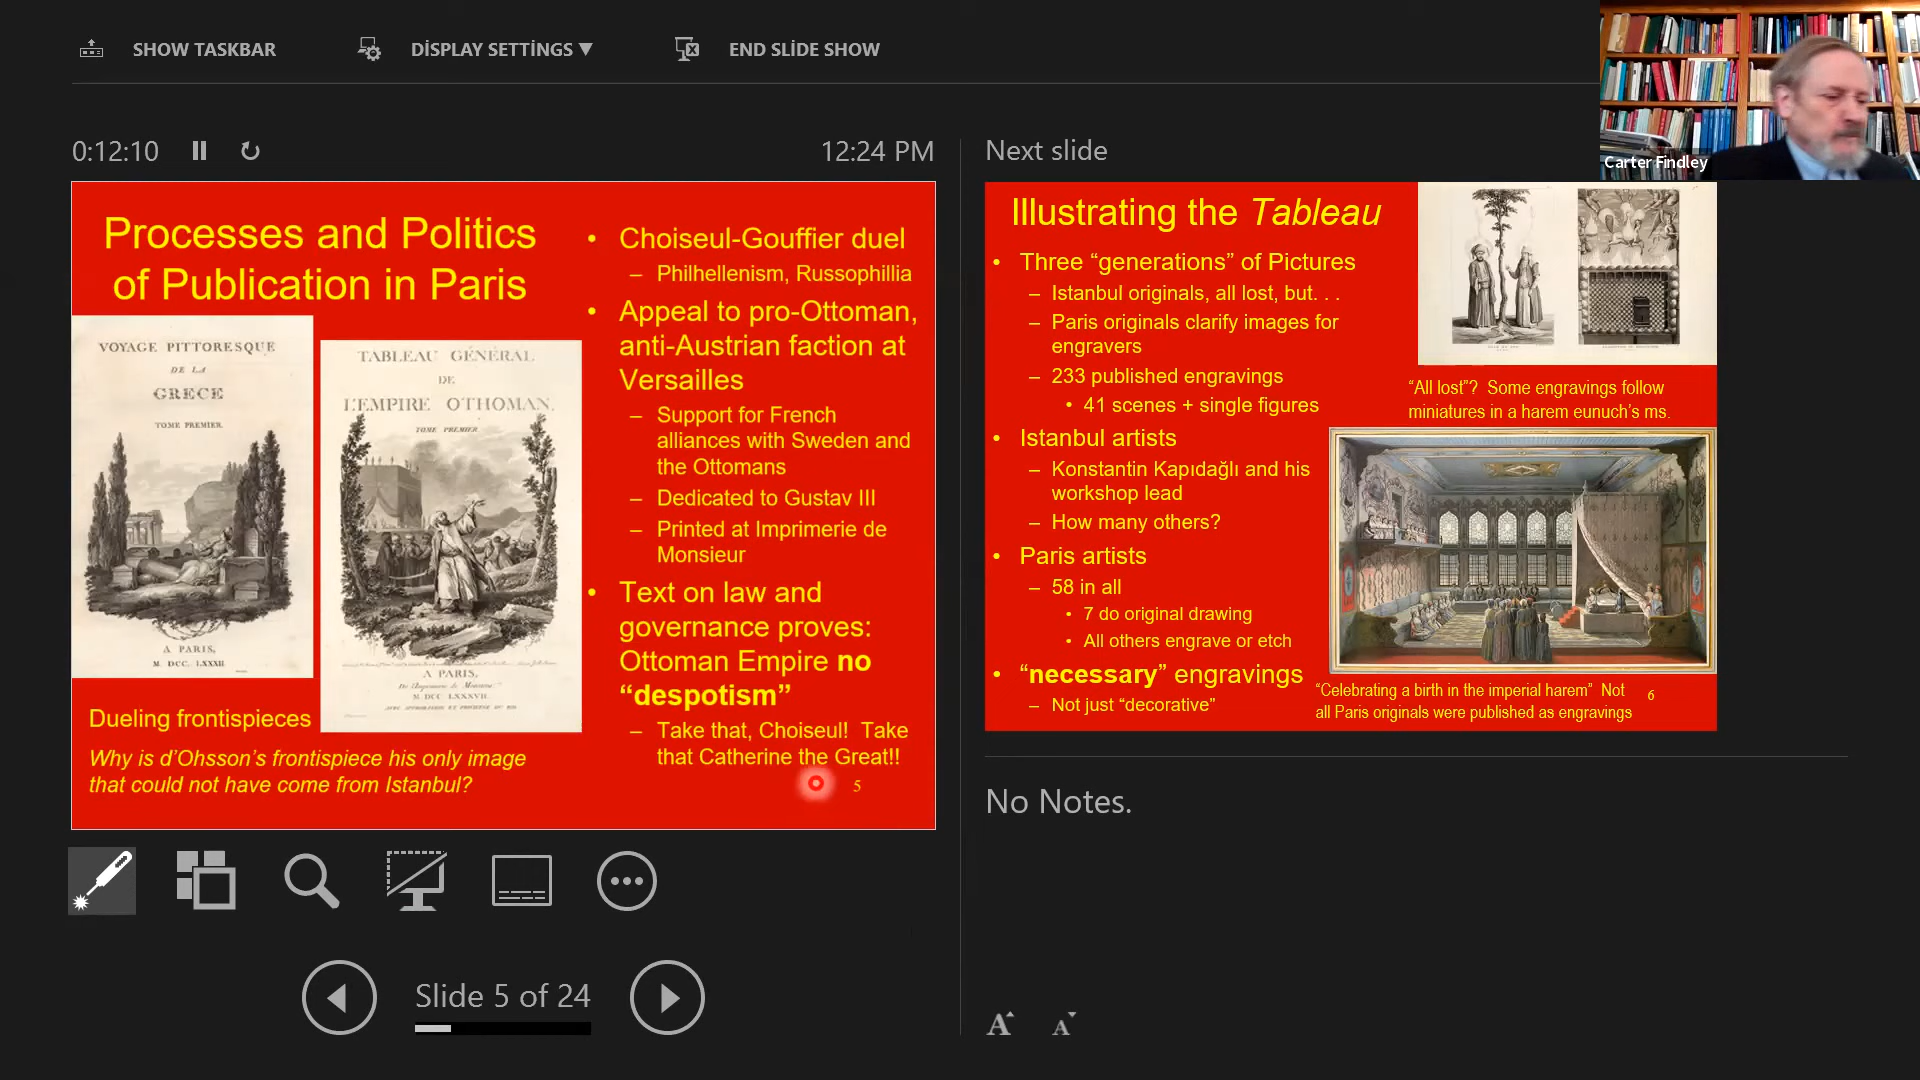 SHOW TASKBAR
DİSPLAY SETTİNGS ▼
END SLİDE SHOW
Carter Findley
0:12:10
12:24 PM
Next slide
Processes and Politics
of Publication in Paris
VOYAGE PITTORESQUE
DE LA
GRECE
TOME PREMIER.
A PARIS,
M. DCC. LXXXII
TABLEAU GÉNÉRAL
DE
L'EMPIRE OTHOMAN,
TOME PREMIER
A PARIS,
De l'Imprimerie de Monsieur
M DCC LXXXVII.
Dueling frontispieces
Why is d'Ohsson's frontispiece his only image
that could not have come from Istanbul?
• Choiseul-Gouffier duel
– Philhellenism, Russophillia
• Appeal to pro-Ottoman,
anti-Austrian faction at
Versailles
– Support for French
alliances with Sweden and
the Ottomans
– Dedicated to Gustav III
– Printed at Imprimerie de
Monsieur
• Text on law and
governance proves:
Ottoman Empire no
“despotism”
– Take that, Choiseul! Take
that Catherine the Great!!
5
Illustrating the Tableau
• Three “generations” of Pictures
– Istanbul originals, all lost, but. . .
– Paris originals clarify images for
engravers
– 233 published engravings
• 41 scenes + single figures
• Istanbul artists
– Konstantin Kapıdağlı and his
workshop lead
– How many others?
• Paris artists
– 58 in all
• 7 do original drawing
• All others engrave or etch
• “necessary” engravings
– Not just “decorative”
“All lost”? Some engravings follow
miniatures in a harem eunuch's ms.
“Celebrating a birth in the imperial harem” Not
all Paris originals were published as engravings
6
No Notes.
Slide 5 of 24
A A